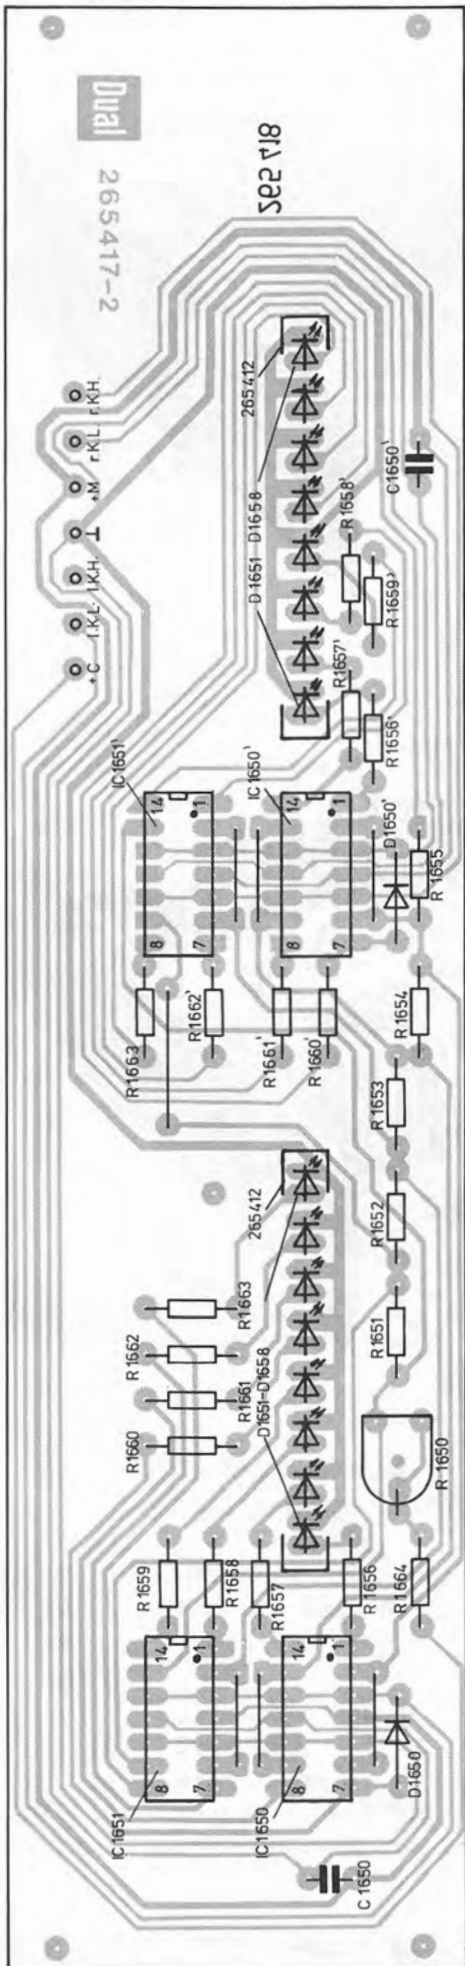 Dual
265417-2
265 418
r.K.H.
r.K.L.
+M
T
l.K.H.
l.K.L.
+C
265412
D1651 D1658
C1650'
R1658'
R1659'
R1657'
R1656'
IC1651'
IC1650'
14
1
8
7
14
1
8
7
D1650'
R1655
R1663
R1662'
R1661'
R1660'
R1654
R1653
R1652
R1651
265412
R1663
R1662
R1661
R1660
D1651-D1658
R1650
R1659
R1658
R1657
R1656
R1664
14
1
8
7
14
1
8
7
IC1651
IC1650
D1650
C1650